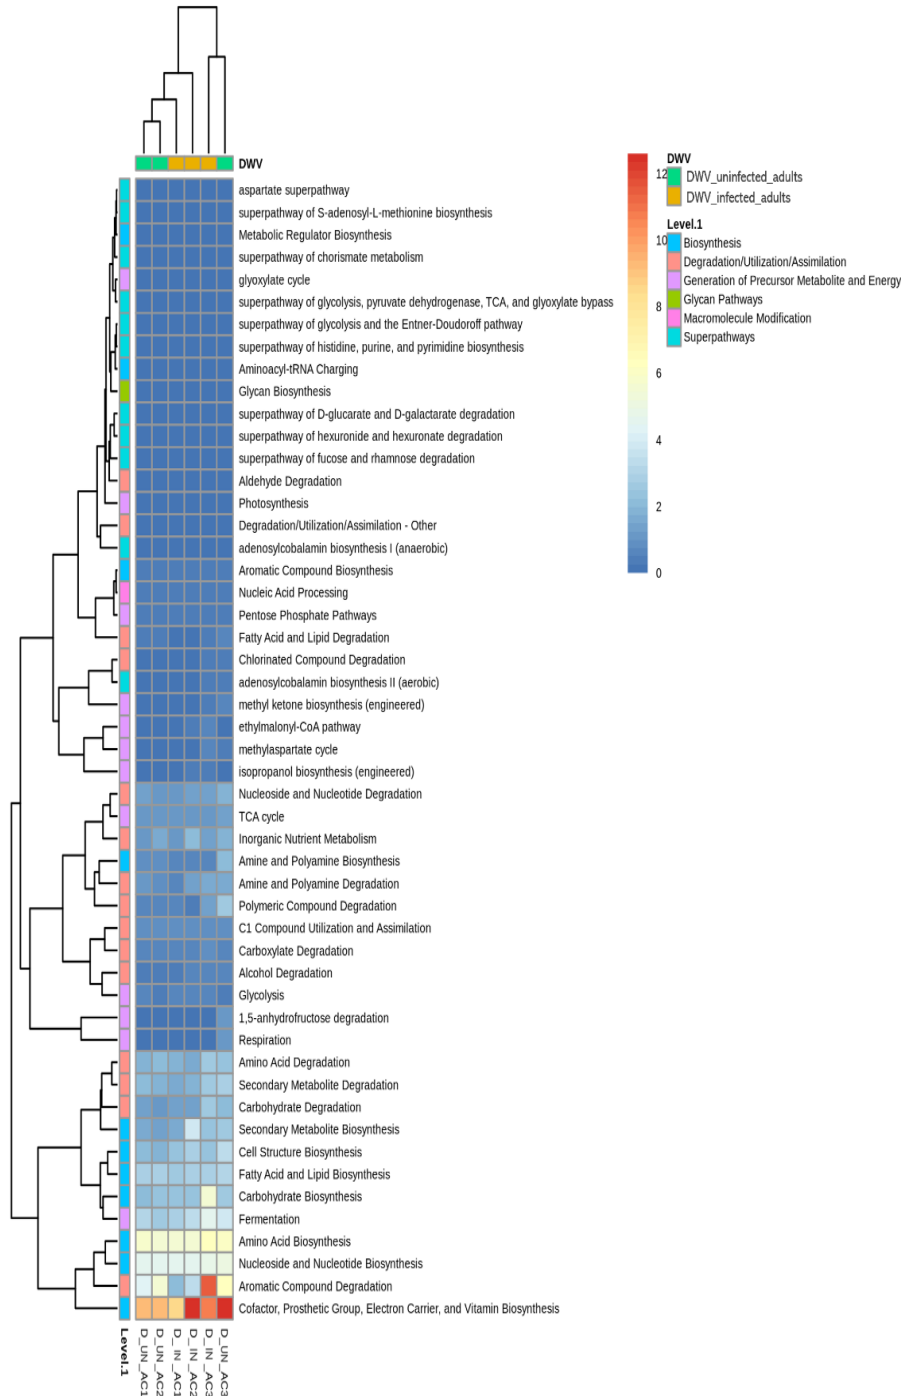 DWV
aspartate superpathway
superpathway of S-adenosyl-L-methionine biosynthesis
Metabolic Regulator Biosynthesis
superpathway of chorismate metabolism
glyoxylate cycle
superpathway of glycolysis, pyruvate dehydrogenase, TCA, and glyoxylate bypass
superpathway of glycolysis and the Entner-Doudoroff pathway
superpathway of histidine, purine, and pyrimidine biosynthesis
Aminoacyl-tRNA Charging
Glycan Biosynthesis
superpathway of D-glucarate and D-galactarate degradation
superpathway of hexuronide and hexuronate degradation
superpathway of fucose and rhamnose degradation
Aldehyde Degradation
Photosynthesis
Degradation/Utilization/Assimilation - Other
adenosylcobalamin biosynthesis I (anaerobic)
Aromatic Compound Biosynthesis
Nucleic Acid Processing
Pentose Phosphate Pathways
Fatty Acid and Lipid Degradation
Chlorinated Compound Degradation
adenosylcobalamin biosynthesis II (aerobic)
methyl ketone biosynthesis (engineered)
ethylmalonyl-CoA pathway
methylaspartate cycle
isopropanol biosynthesis (engineered)
Nucleoside and Nucleotide Degradation
TCA cycle
Inorganic Nutrient Metabolism
Amine and Polyamine Biosynthesis
Amine and Polyamine Degradation
Polymeric Compound Degradation
C1 Compound Utilization and Assimilation
Carboxylate Degradation
Alcohol Degradation
Glycolysis
1,5-anhydrofructose degradation
Respiration
Amino Acid Degradation
Secondary Metabolite Degradation
Carbohydrate Degradation
Secondary Metabolite Biosynthesis
Cell Structure Biosynthesis
Fatty Acid and Lipid Biosynthesis
Carbohydrate Biosynthesis
Fermentation
Amino Acid Biosynthesis
Nucleoside and Nucleotide Biosynthesis
Aromatic Compound Degradation
Cofactor, Prosthetic Group, Electron Carrier, and Vitamin Biosynthesis
Level.1
D_UN_AC1
D_UN_AC2
D_IN_AC1
D_IN_AC2
D_IN_AC3
D_UN_AC3
12
10
8
6
4
2
0
DWV
DWV_uninfected_adults
DWV_infected_adults
Level.1
Biosynthesis
Degradation/Utilization/Assimilation
Generation of Precursor Metabolite and Energy
Glycan Pathways
Macromolecule Modification
Superpathways